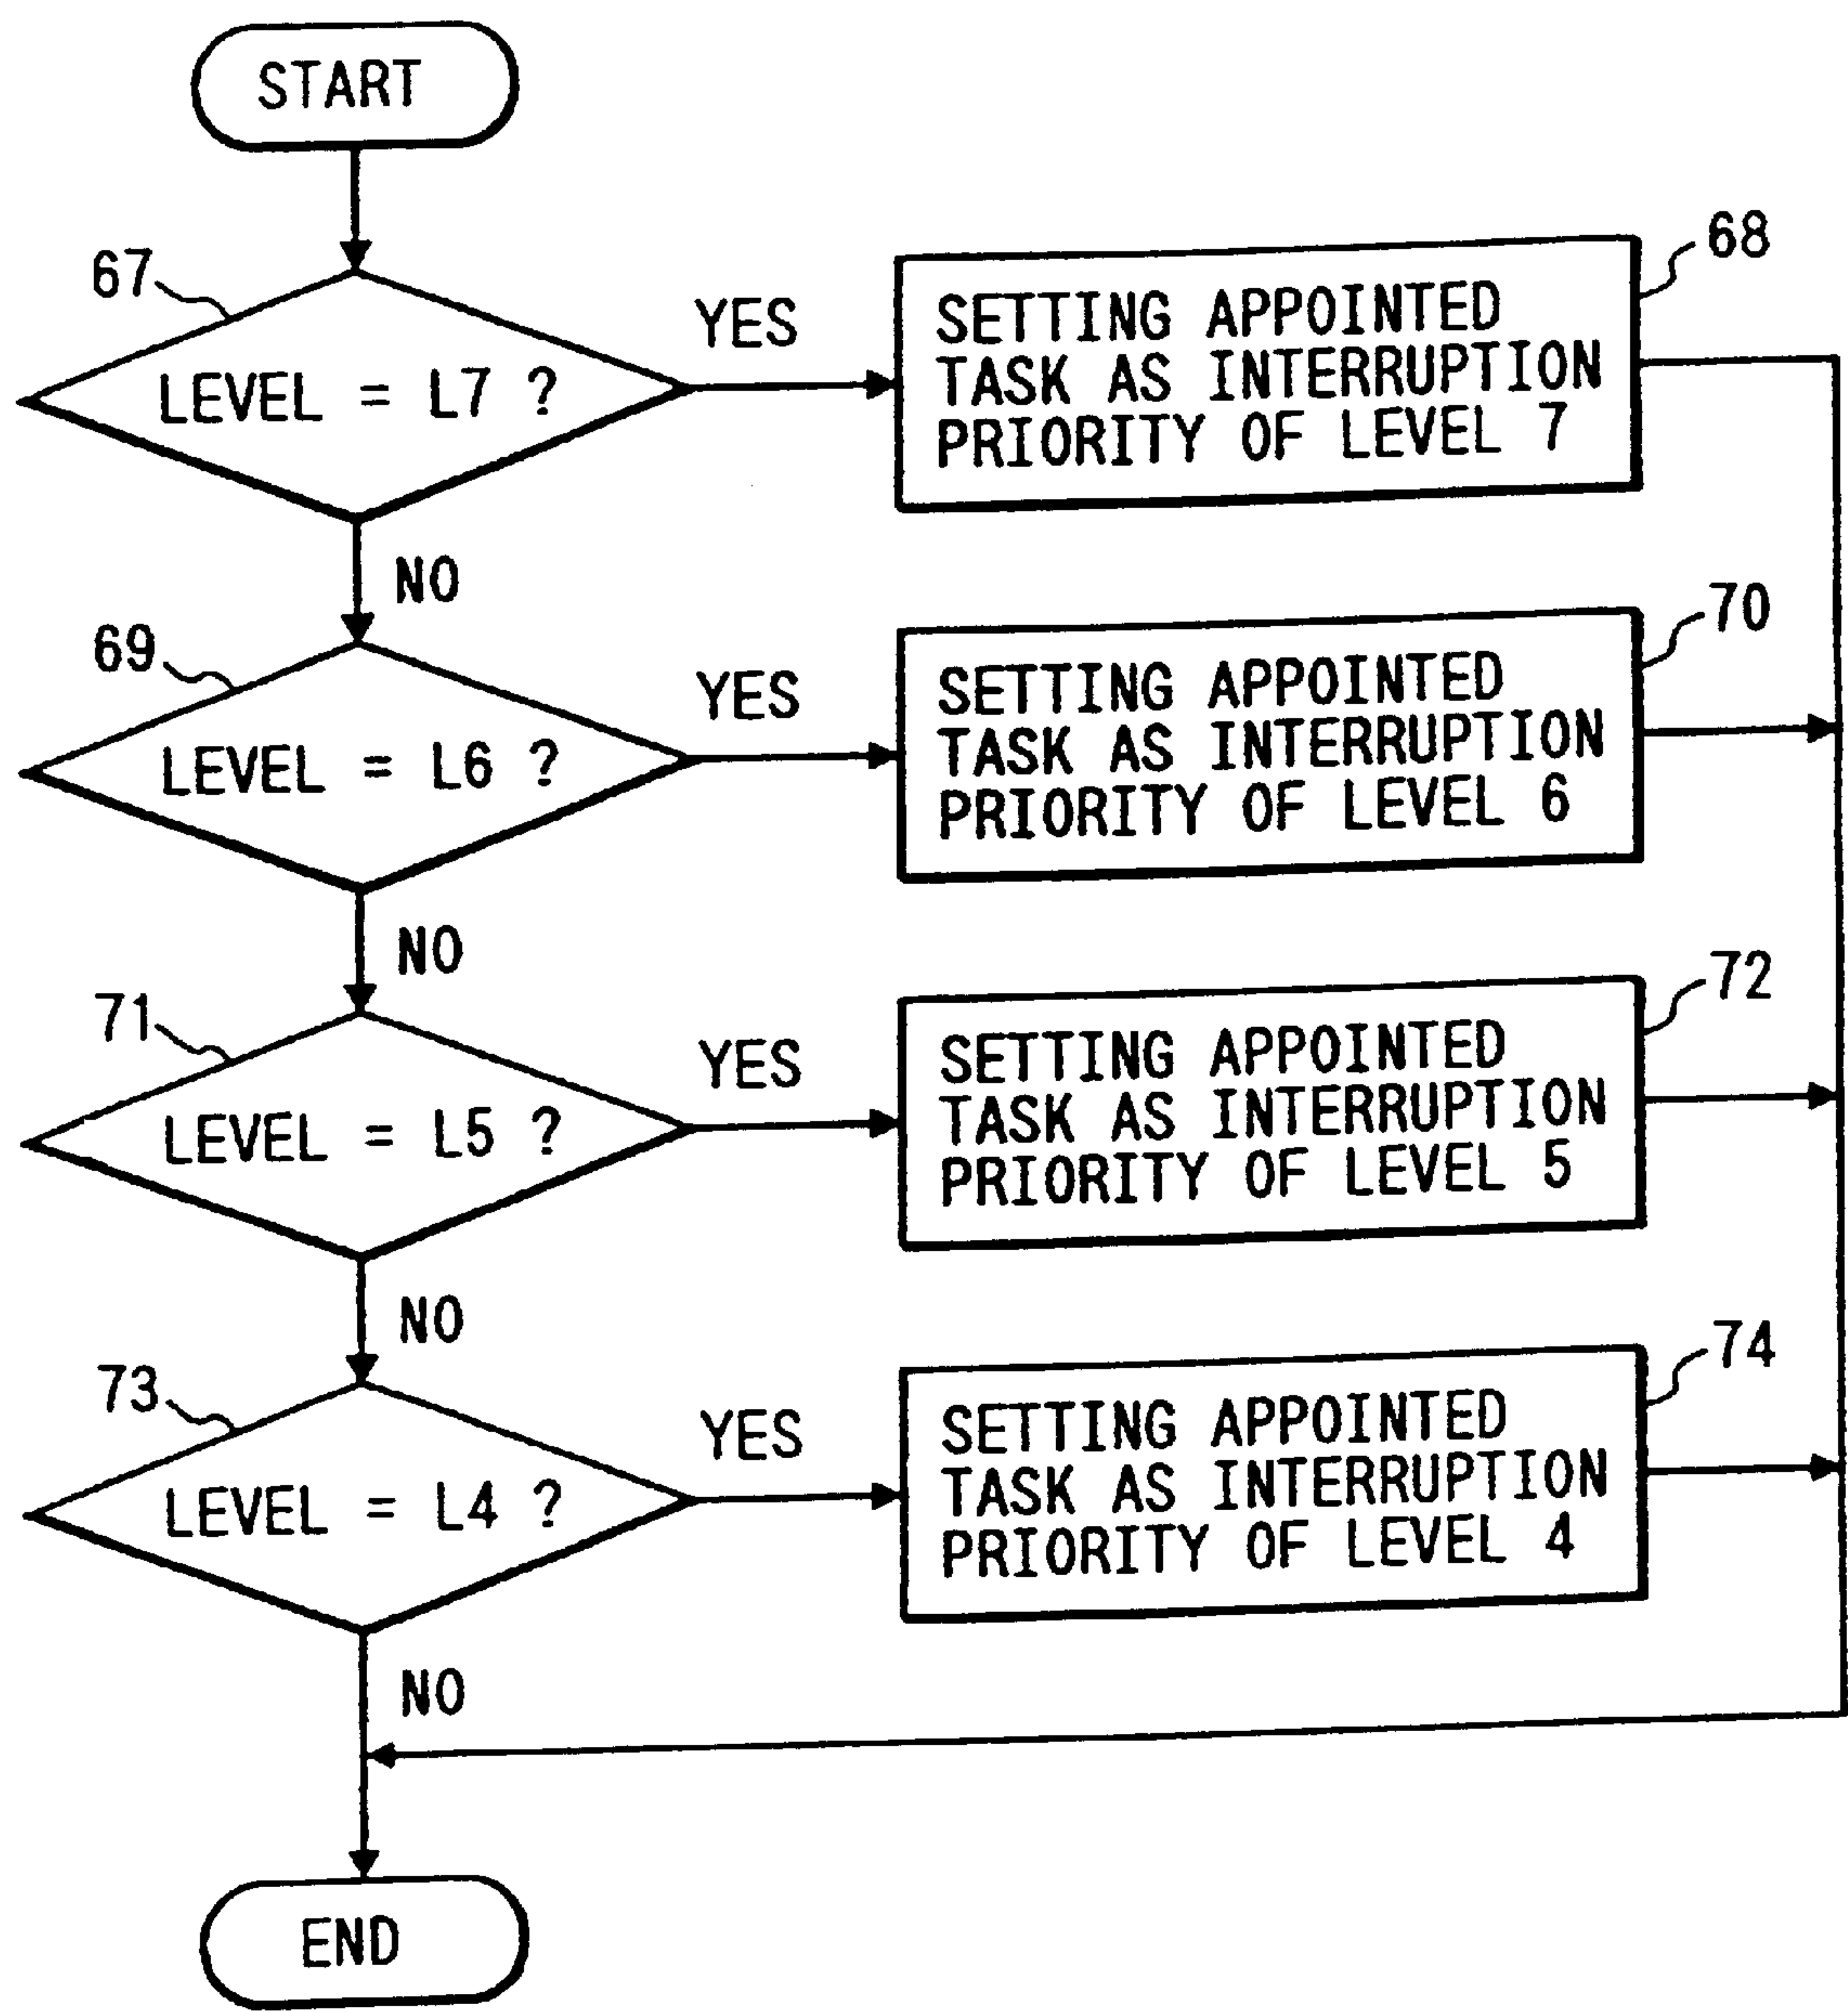 START
67
LEVEL = L7 ?
YES
68
SETTING APPOINTED
TASK AS INTERRUPTION
PRIORITY OF LEVEL 7
NO
69
LEVEL = L6 ?
YES
70
SETTING APPOINTED
TASK AS INTERRUPTION
PRIORITY OF LEVEL 6
NO
71
LEVEL = L5 ?
YES
72
SETTING APPOINTED
TASK AS INTERRUPTION
PRIORITY OF LEVEL 5
NO
73
LEVEL = L4 ?
YES
74
SETTING APPOINTED
TASK AS INTERRUPTION
PRIORITY OF LEVEL 4
NO
END